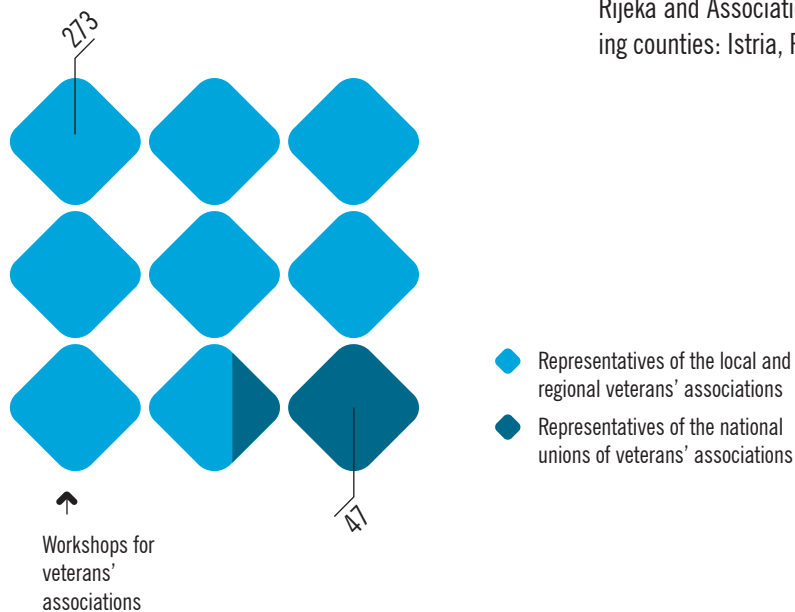 Rijeka and Associati
ing counties: Istria,
273
Representatives of the local and
regional veterans’ associations
Representatives of the national
unions of veterans’ associations
47
Workshops for
veterans’
associations